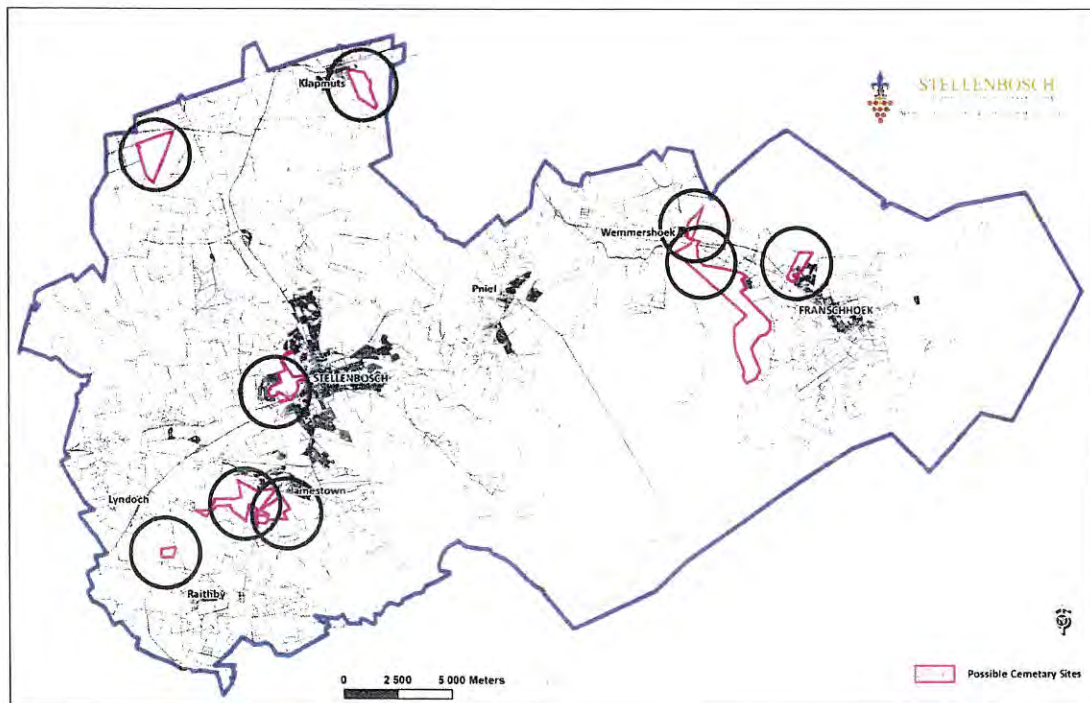 Klapmuts
STELLENBOSCH
Wemmershoek
Pniel
FRANSCHHOEK
STELLENBOSCH
Jamestown
Lyndoch
Raithby
0 2 500 5 000 Meters
Possible Cemetary Sites